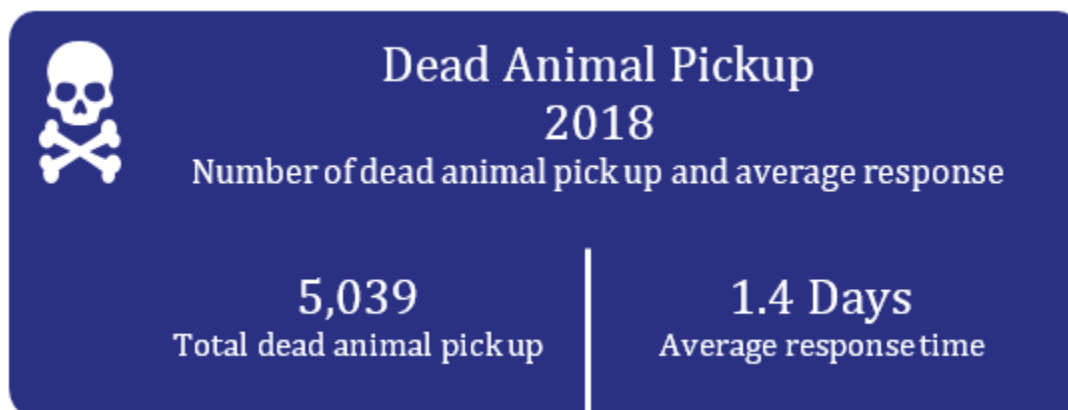 Dead Animal Pickup
2018
Number of dead animal pick up and average response
5,039
Total dead animal pick up
1.4 Days
Average response time